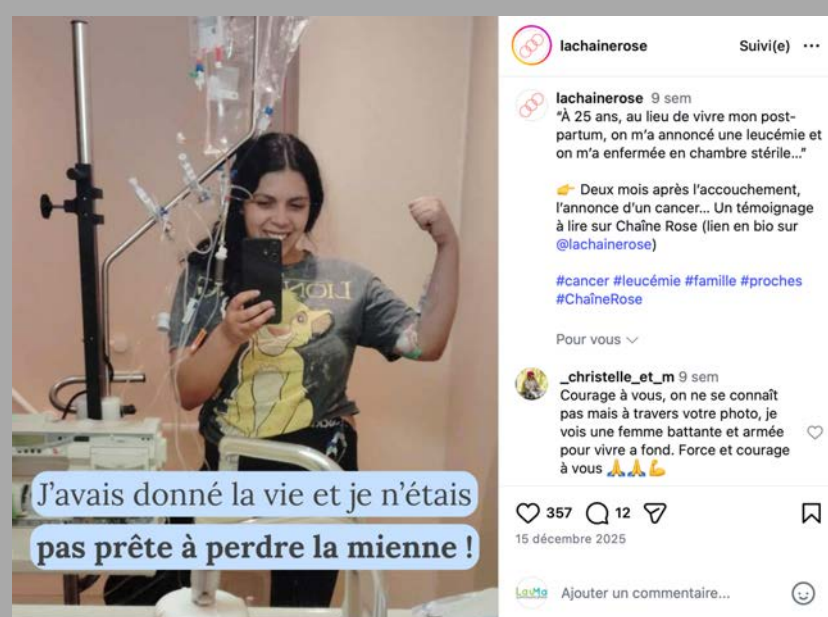 LION
J'avais donné la vie et je n'étais
pas prête à perdre la mienne !
lachainerose
Suivi(e) ...
lachainerose 9 sem
"À 25 ans, au lieu de vivre mon post-
partum, on m'a annoncé une leucémie et
on m'a enfermée en chambre stérile..."
👉 Deux mois après l'accouchement,
l'annonce d'un cancer... Un témoignage
à lire sur Chaîne Rose (lien en bio sur
@lachainerose)
#cancer #leucémie #famille #proches
#ChaîneRose
Pour vous
_christelle_et_m 9 sem
Courage à vous, on ne se connaît
pas mais à travers votre photo, je
vois une femme battante et armée
pour vivre a fond. Force et courage
à vous 🙏🙏💪
357 12
15 décembre 2025
LavMa
Ajouter un commentaire...